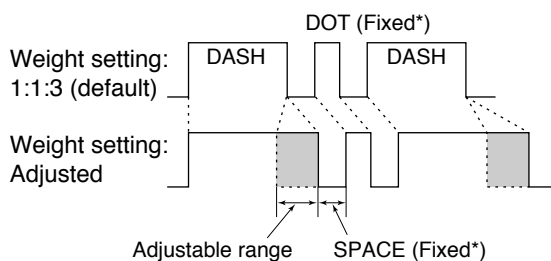 DOT (Fixed*)
Weight setting:
1:1:3 (default)
DASH
DASH
Weight setting:
Adjusted
Adjustable range
SPACE (Fixed*)